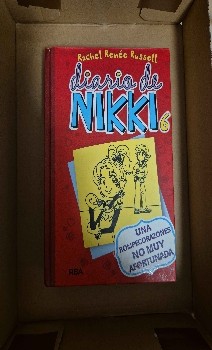 Rachel Renée Russell
diario de
NIKKI 6
UNA
ROMPECORAZONES
NO MUY
AFORTUNADA
RBA